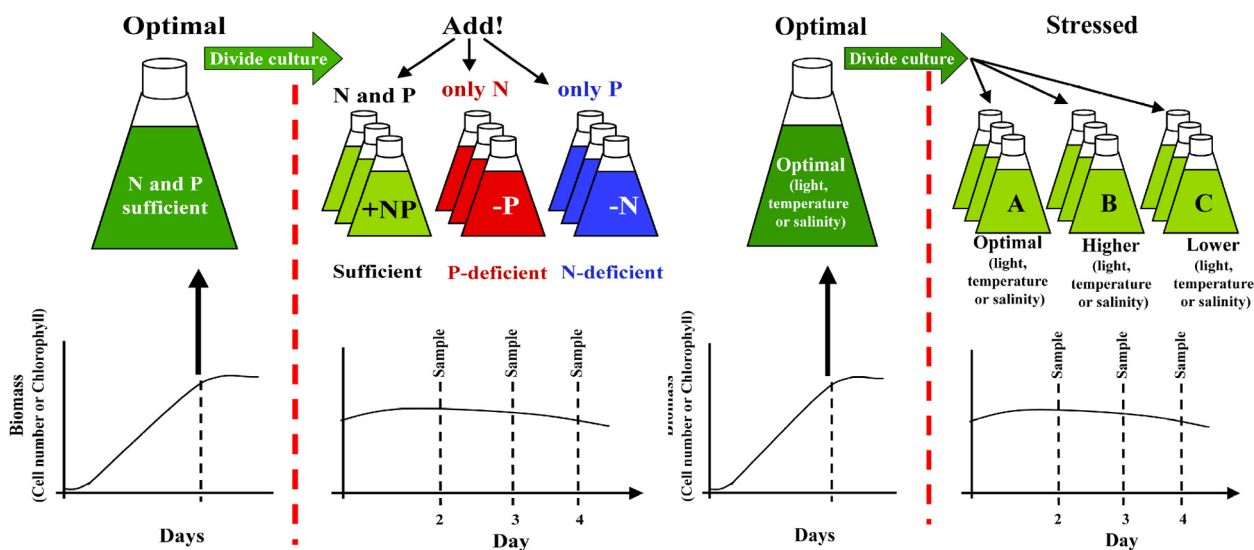 Optimal
Divide culture
Add!
N and P
only N
only P
N and P
sufficient
+NP
-P
-N
Sufficient
P-deficient
N-deficient
Biomass
(Cell number or Chlorophyll)
Days
Sample
Sample
Sample
2
3
4
Day
Optimal
Divide culture
Stressed
Optimal
(light,
temperature
or salinity)
A
B
C
Optimal
(light,
temperature
or salinity)
Higher
(light,
temperature
or salinity)
Lower
(light,
temperature
or salinity)
(Cell number or Chlorophyll)
Days
Sample
Sample
Sample
2
3
4
Day